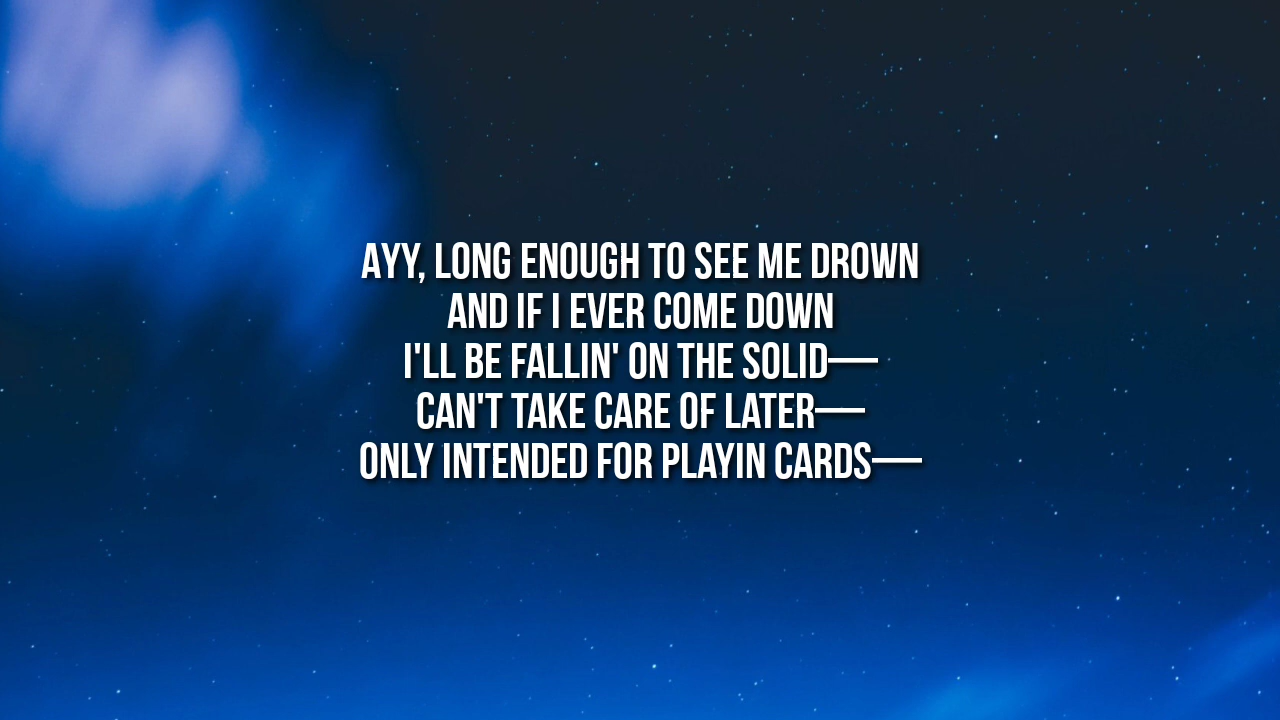 AYY, LONG ENOUGH TO SEE ME DROWN
AND IF I EVER COME DOWN
I'LL BE FALLIN' ON THE SOLID—
CAN'T TAKE CARE OF LATER—
ONLY INTENDED FOR PLAYIN CARDS—